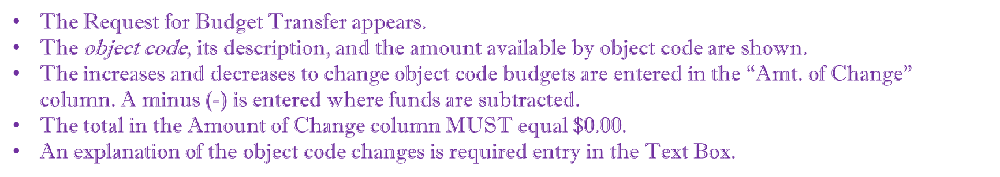 • The Request for Budget Transfer appears.
• The object code, its description, and the amount available by object code are shown.
• The increases and decreases to change object code budgets are entered in the “Amt. of Change”
column. A minus (-) is entered where funds are subtracted.
• The total in the Amount of Change column MUST equal $0.00.
• An explanation of the object code changes is required entry in the Text Box.